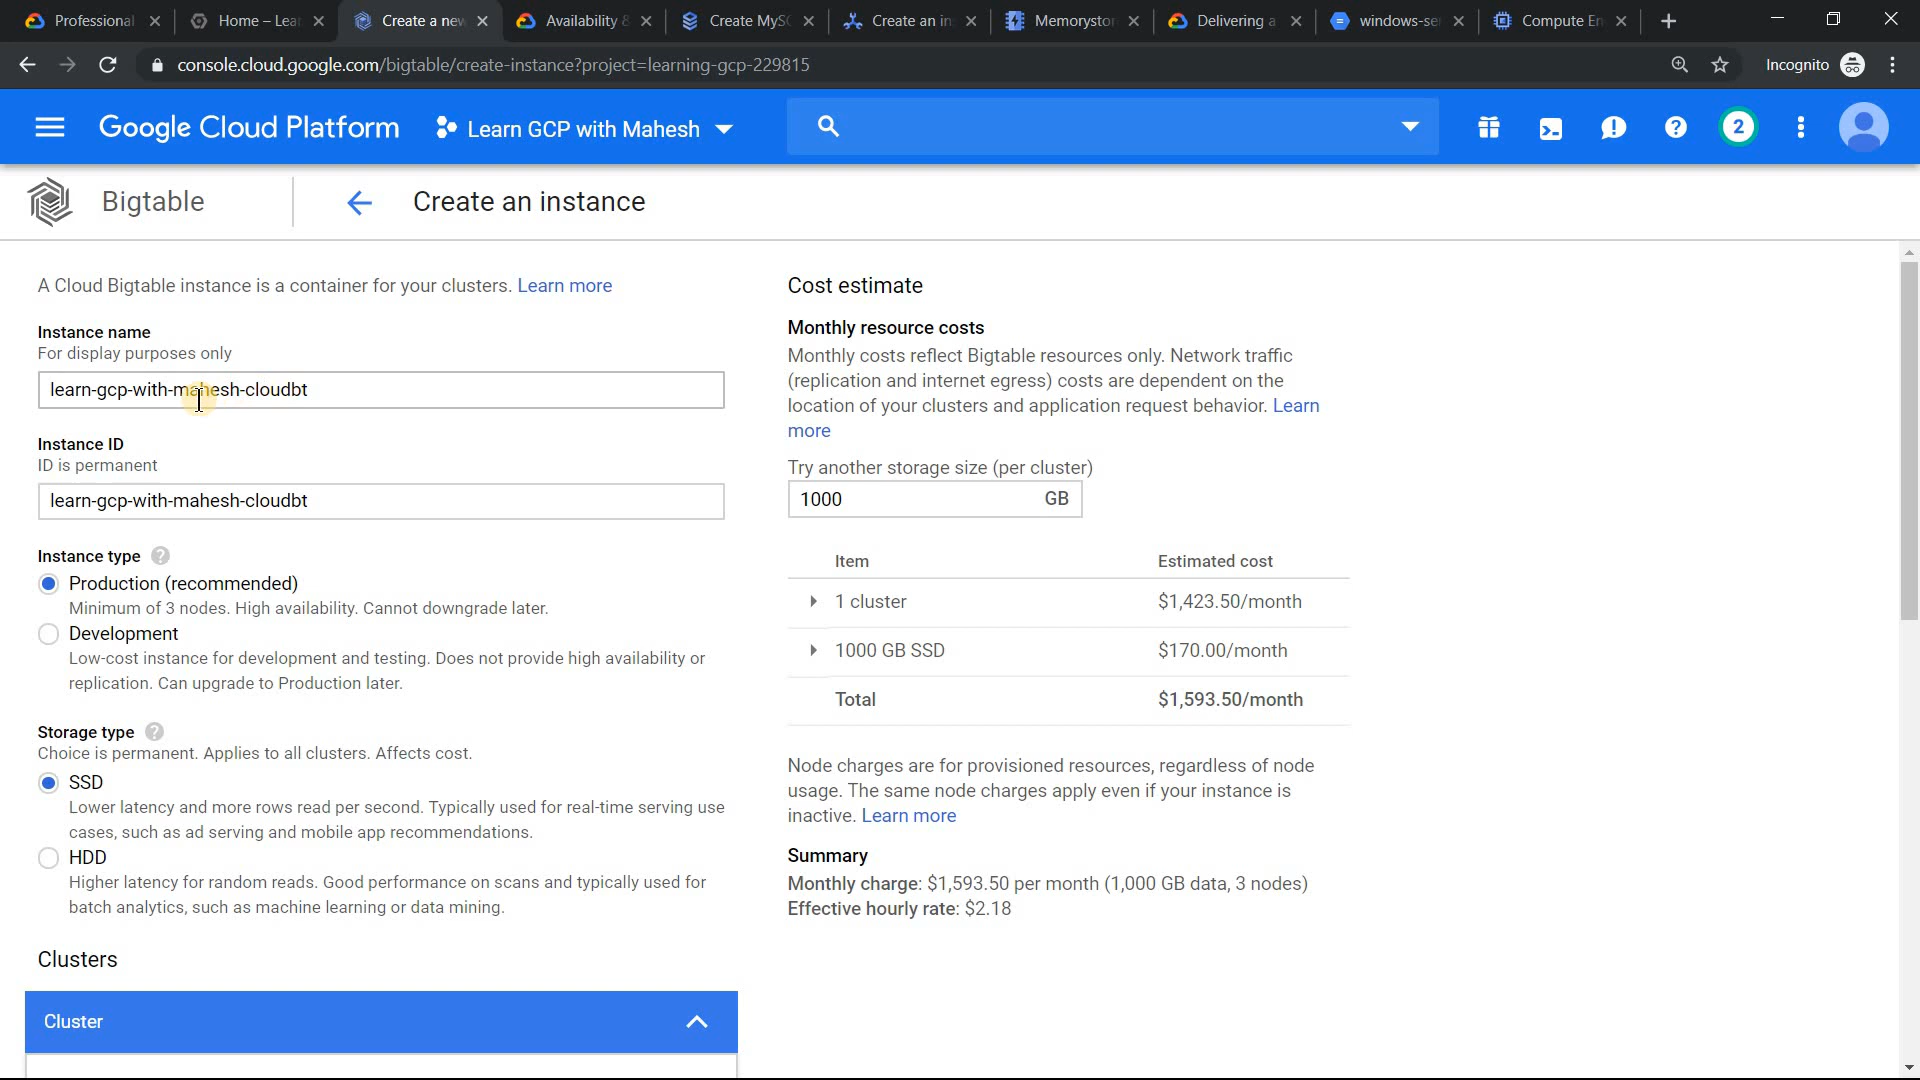 Professional
Home – Lea
Create a new
Availability &
Create MySQ
Create an in
Memorystor
Delivering a
windows-se
Compute En
console.cloud.google.com/bigtable/create-instance?project=learning-gcp-229815
Incognito
Google Cloud Platform
Learn GCP with Mahesh
2
Bigtable
Create an instance
A Cloud Bigtable instance is a container for your clusters. Learn more
Instance name
For display purposes only
learn-gcp-with-mahesh-cloudbt
Instance ID
ID is permanent
learn-gcp-with-mahesh-cloudbt
Instance type
Production (recommended)
Minimum of 3 nodes. High availability. Cannot downgrade later.
Development
Low-cost instance for development and testing. Does not provide high availability or
replication. Can upgrade to Production later.
Storage type
Choice is permanent. Applies to all clusters. Affects cost.
SSD
Lower latency and more rows read per second. Typically used for real-time serving use
cases, such as ad serving and mobile app recommendations.
HDD
Higher latency for random reads. Good performance on scans and typically used for
batch analytics, such as machine learning or data mining.
Clusters
Cluster
Cost estimate
Monthly resource costs
Monthly costs reflect Bigtable resources only. Network traffic
(replication and internet egress) costs are dependent on the
location of your clusters and application request behavior. Learn
more
Try another storage size (per cluster)
1000 GB
Item Estimated cost
1 cluster $1,423.50/month
1000 GB SSD $170.00/month
Total $1,593.50/month
Node charges are for provisioned resources, regardless of node
usage. The same node charges apply even if your instance is
inactive. Learn more
Summary
Monthly charge: $1,593.50 per month (1,000 GB data, 3 nodes)
Effective hourly rate: $2.18